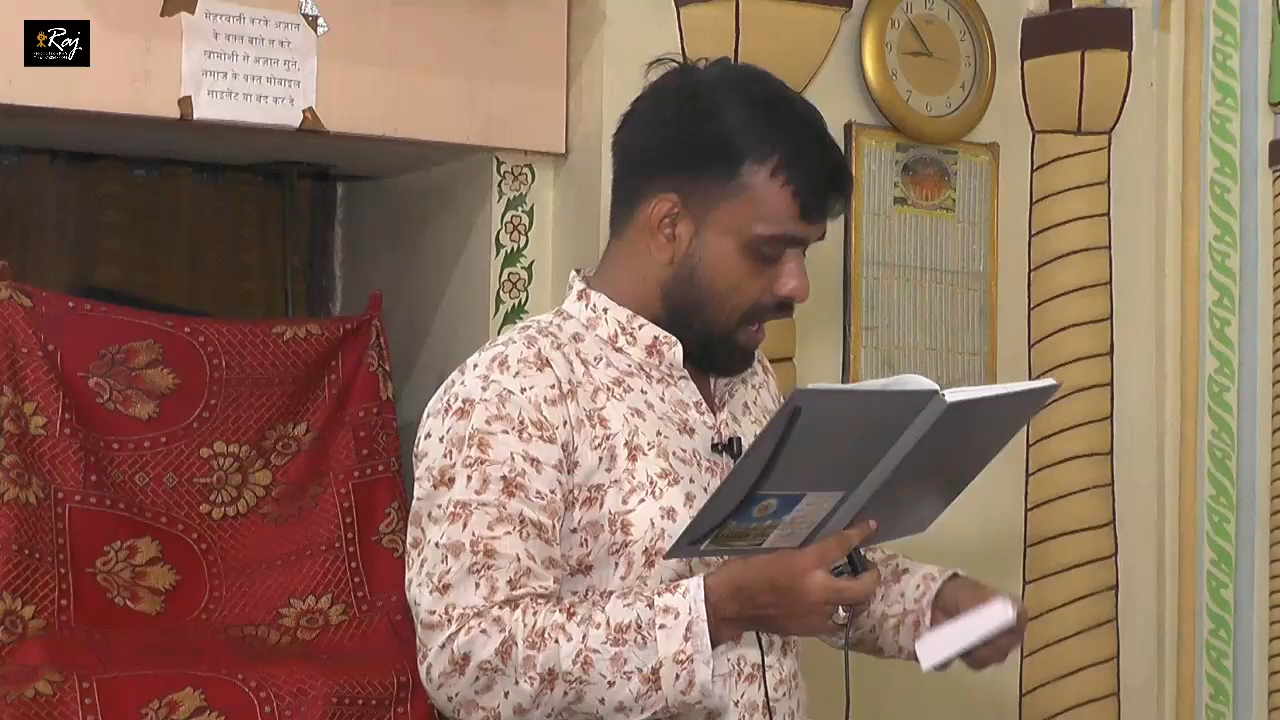 Raj
मेहरबानी करके अज़ान
के वक्त बाते न करे
खामोशी से अज़ान सुने,
नमाज के वक्त मोबाइल
साइलेंट या बंद कर दे